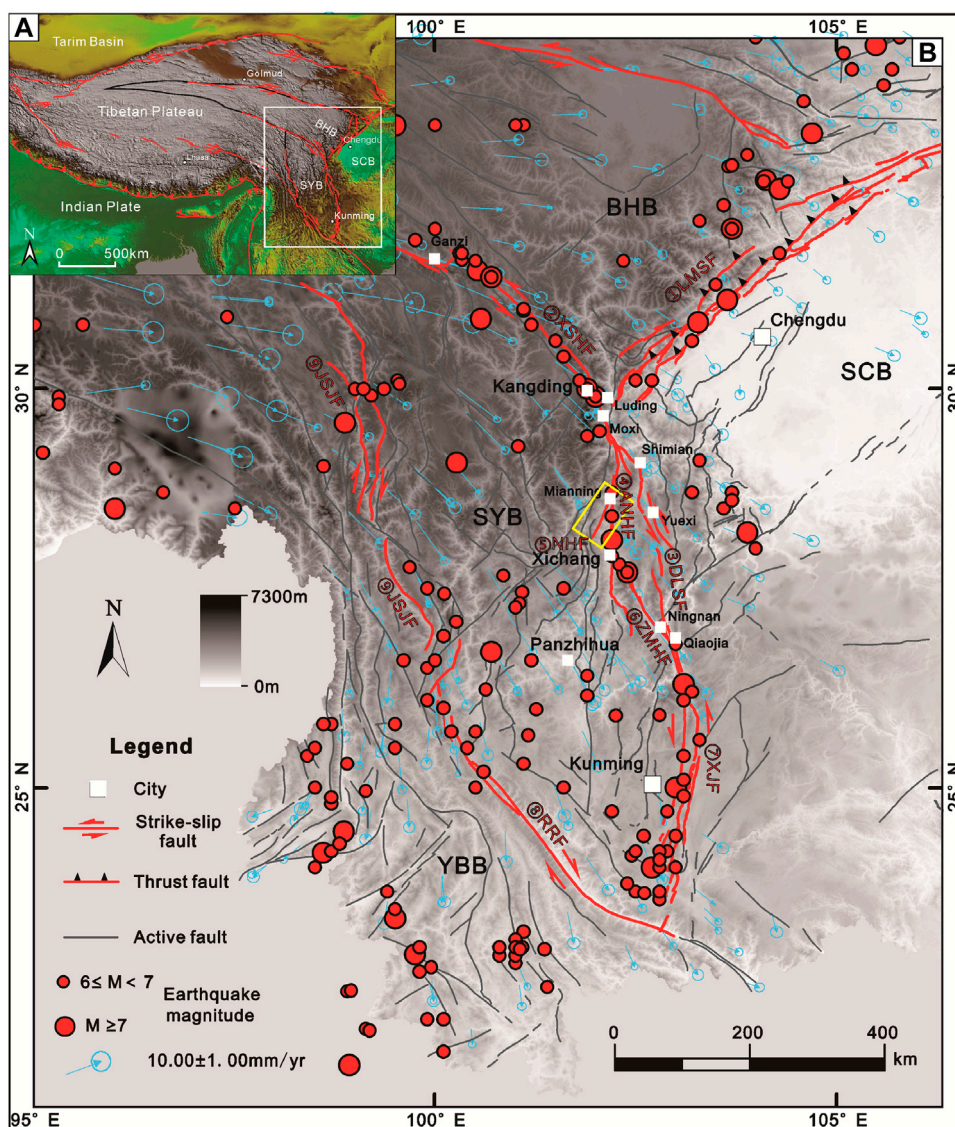 A
Tarim Basin
Golmud
Tibetan Plateau
BHB
Chengdu
Lhasa
SCB
SYB
Indian Plate
Kunming
N
0 500km
100° E
105° E
B
BHB
Ganzi
①LMSF
②XSHF
Chengdu
SCB
⑨JSJF
30° N
30° N
Kangding
Luding
Moxi
Shimian
Mianning
④ANHF
SYB
Yuexi
⑤NHF
Xichang
③DLSF
⑨JSJF
Ningnan
⑥ZMHF
Qiaojia
Panzhihua
N
7300m
0m
Kunming
⑦XJF
25° N
25° N
⑧RRF
YBB
Legend
City
Strike-slip
fault
Thrust fault
Active fault
6≤ M < 7
Earthquake
magnitude
M ≥7
10.00±1.00mm/yr
0 200 400
km
95° E
100° E
105° E